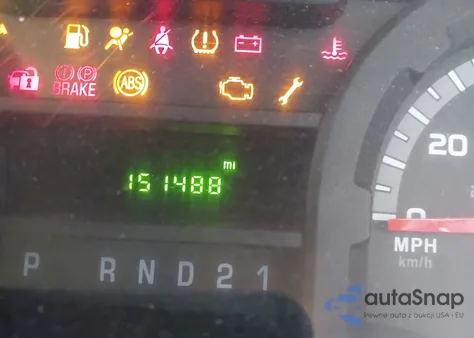 BRAKE
ABS
mi
151488
P R N D 2 1
20
0
MPH
km/h
autaSnap
Pewne auta z aukcji USA i EU